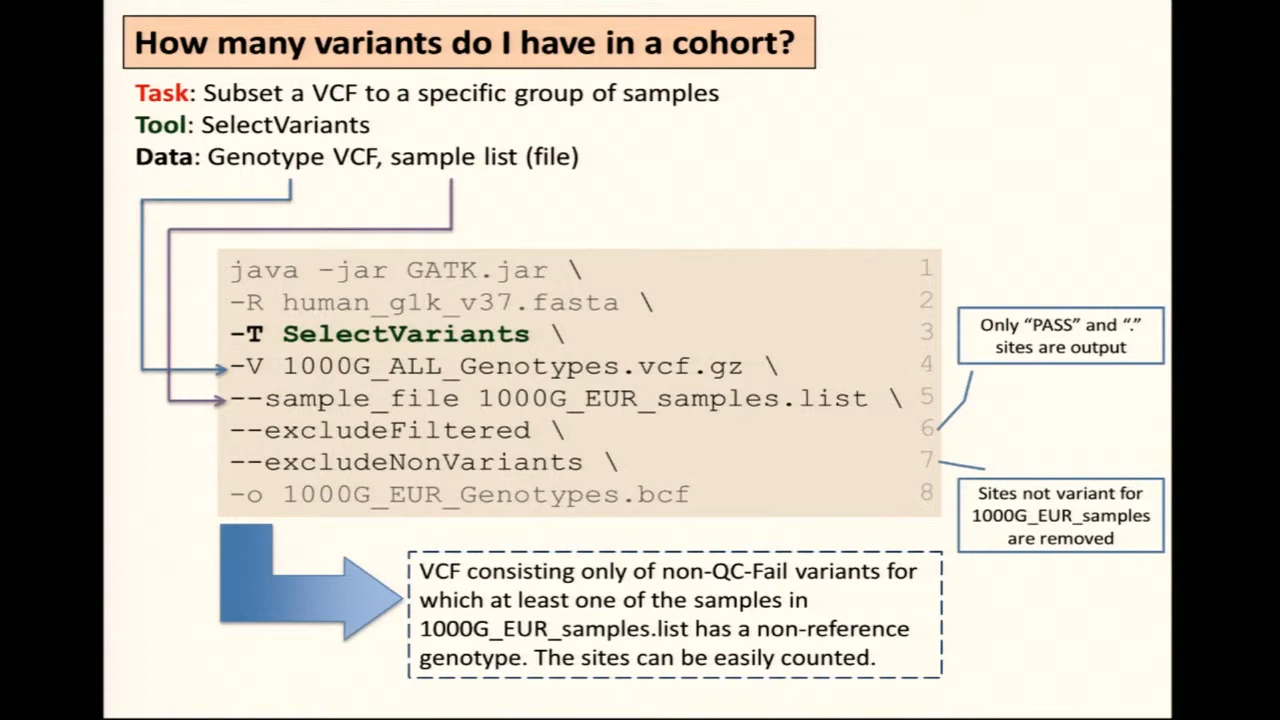 How many variants do I have in a cohort?
Task: Subset a VCF to a specific group of samples
Tool: SelectVariants
Data: Genotype VCF, sample list (file)
java -jar GATK.jar \ 1
-R human_g1k_v37.fasta \ 2
-T SelectVariants \ 3
-V 1000G_ALL_Genotypes.vcf.gz \ 4
--sample_file 1000G_EUR_samples.list \ 5
--excludeFiltered \ 6
--excludeNonVariants \ 7
-o 1000G_EUR_Genotypes.bcf 8
Only “PASS” and “.”
sites are output
Sites not variant for
1000G_EUR_samples
are removed
VCF consisting only of non-QC-Fail variants for
which at least one of the samples in
1000G_EUR_samples.list has a non-reference
genotype. The sites can be easily counted.